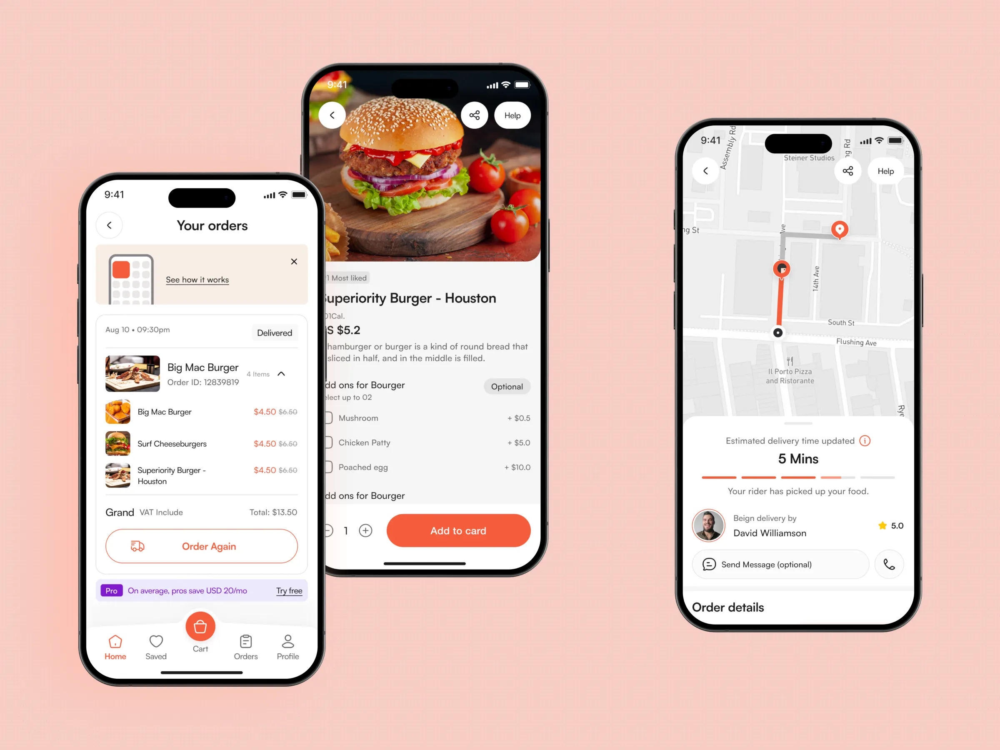 9:41
Your orders
See how it works
Aug 10 • 09:30pm
Delivered
Big Mac Burger
Order ID: 12839819
4 Items
Big Mac Burger
$4.50 $6.50
Surf Cheeseburgers
$4.50 $6.50
Superiority Burger -
Houston
$4.50 $6.50
Grand VAT Include
Total: $13.50
Order Again
Pro On average, pros save USD 20/mo Try free
Home
Saved
Cart
Orders
Profile
9:41
Help
1 Most liked
uperiority Burger - Houston
01Cal.
S $5.2
hamburger or burger is a kind of round bread that
sliced in half, and in the middle is filled.
dd ons for Bourger
Optional
elect up to 02
Mushroom + $0.5
Chicken Patty + $5.0
Poached egg + $10.0
dd ons for Bourger
1
Add to card
9:41
Assembly Rd
ng Rd
Steiner Studios
Help
ng St
Ave
14th Ave
South St
Flushing Ave
Il Porto Pizza
and Ristorante
Rye
Estimated delivery time updated
5 Mins
Your rider has picked up your food.
Beign delivery by
David Williamson
5.0
Send Message (optional)
Order details